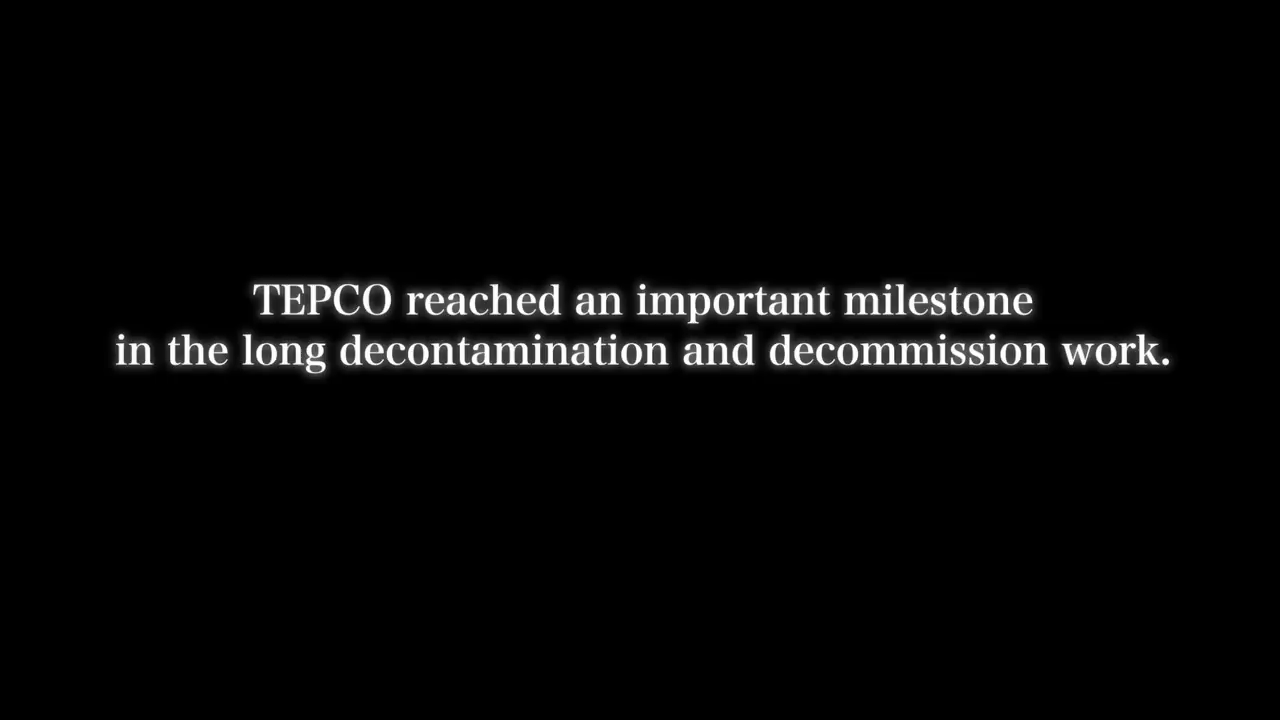 TEPCO reached an important milestone
in the long decontamination and decommission work.